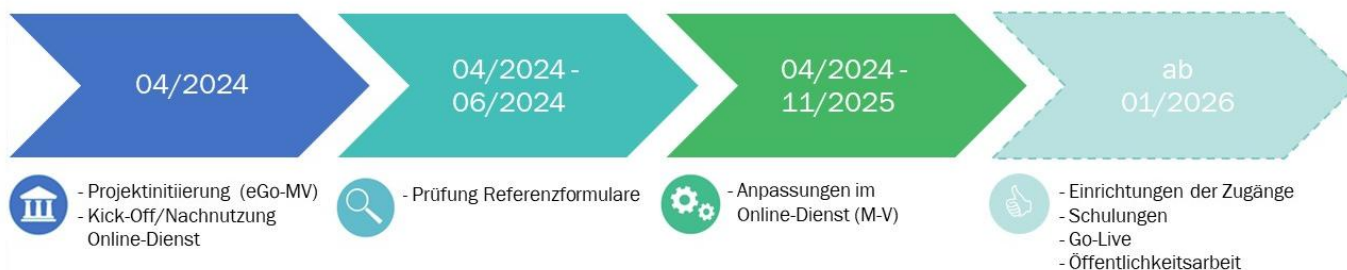 04/2024
- Projektinitiierung (eGo-MV)
- Kick-Off/Nachnutzung
Online-Dienst
04/2024 -
06/2024
- Prüfung Referenzformulare
04/2024 -
11/2025
- Anpassungen im
Online-Dienst (M-V)
ab
01/2026
- Einrichtungen der Zugänge
- Schulungen
- Go-Live
- Öffentlichkeitsarbeit